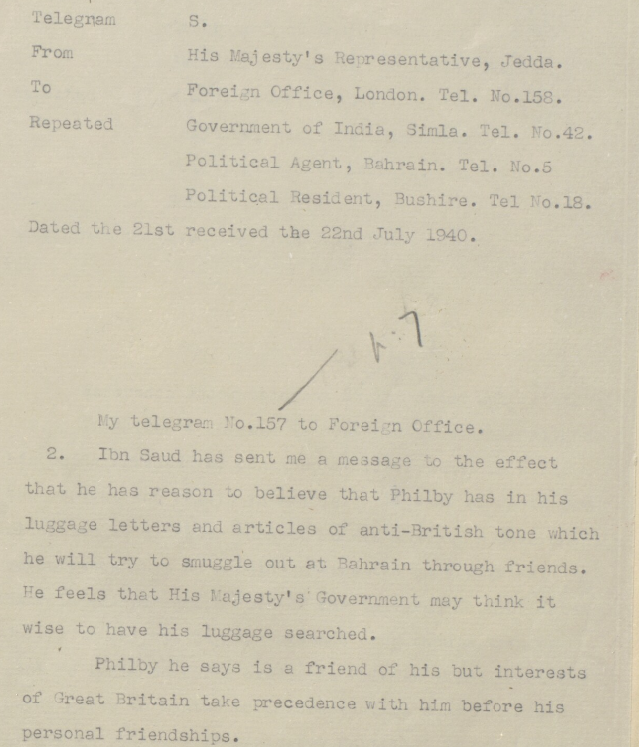 Telegram S.
From His Majesty's Representative, Jedda.
To Foreign Office, London. Tel. No.158.
Repeated Government of India, Simla. Tel. No.42.
Political Agent, Bahrain. Tel. No.5
Political Resident, Bushire. Tel No.18.
Dated the 21st received the 22nd July 1940.
p.7
My telegram No.157 to Foreign Office.
2. Ibn Saud has sent me a message to the effect
that he has reason to believe that Philby has in his
luggage letters and articles of anti-British tone which
he will try to smuggle out at Bahrain through friends.
He feels that His Majesty's Government may think it
wise to have his luggage searched.
Philby he says is a friend of his but interests
of Great Britain take precedence with him before his
personal friendships.